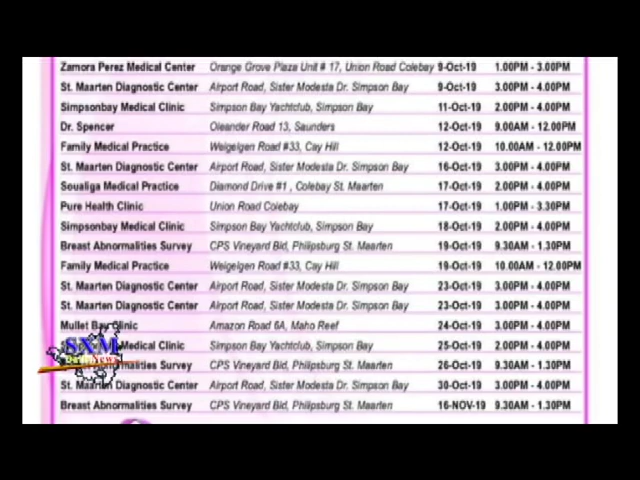 Zamora Perez Medical Center Orange Grove Plaza Unit # 17, Union Road Colebay 9-Oct-19 1.00PM - 3.00PM
St. Maarten Diagnostic Center Airport Road, Sister Modesta Dr. Simpson Bay 9-Oct-19 3.00PM - 4.00PM
Simpsonbay Medical Clinic Simpson Bay Yachtclub, Simpson Bay 11-Oct-19 2.00PM - 4.00PM
Dr. Spencer Oleander Road 13, Saunders 12-Oct-19 9.00AM - 12.00PM
Family Medical Practice Welgelgen Road #33, Cay Hill 12-Oct-19 10.00AM - 12.00PM
St. Maarten Diagnostic Center Airport Road, Sister Modesta Dr. Simpson Bay 16-Oct-19 3.00PM - 4.00PM
Soualiga Medical Practice Diamond Drive #1 , Colebay St. Maarten 17-Oct-19 2.00PM - 4.00PM
Pure Health Clinic Union Road Colebay 17-Oct-19 1.00PM - 3.30PM
Simpsonbay Medical Clinic Simpson Bay Yachtclub, Simpson Bay 18-Oct-19 2.00PM - 4.00PM
Breast Abnormalities Survey CPS Vineyard Bld, Philipsburg St. Maarten 19-Oct-19 9.30AM - 1.30PM
Family Medical Practice Welgelgen Road #33, Cay Hill 19-Oct-19 10.00AM - 12.00PM
St. Maarten Diagnostic Center Airport Road, Sister Modesta Dr. Simpson Bay 23-Oct-19 3.00PM - 4.00PM
St. Maarten Diagnostic Center Airport Road, Sister Modesta Dr. Simpson Bay 23-Oct-19 3.00PM - 4.00PM
Mullet Bay Clinic Amazon Road 6A, Maho Reef 24-Oct-19 3.00PM - 4.00PM
SXM Medical Clinic Simpson Bay Yachtclub, Simpson Bay 25-Oct-19 2.00PM - 4.00PM
Survey CPS Vineyard Bld, Philipsburg St. Maarten 26-Oct-19 9.30AM - 1.30PM
St. Maarten Diagnostic Center Airport Road, Sister Modesta Dr. Simpson Bay 30-Oct-19 3.00PM - 4.00PM
Breast Abnormalities Survey CPS Vineyard Bld, Philipsburg St. Maarten 16-NOV-19 9.30AM - 1.30PM